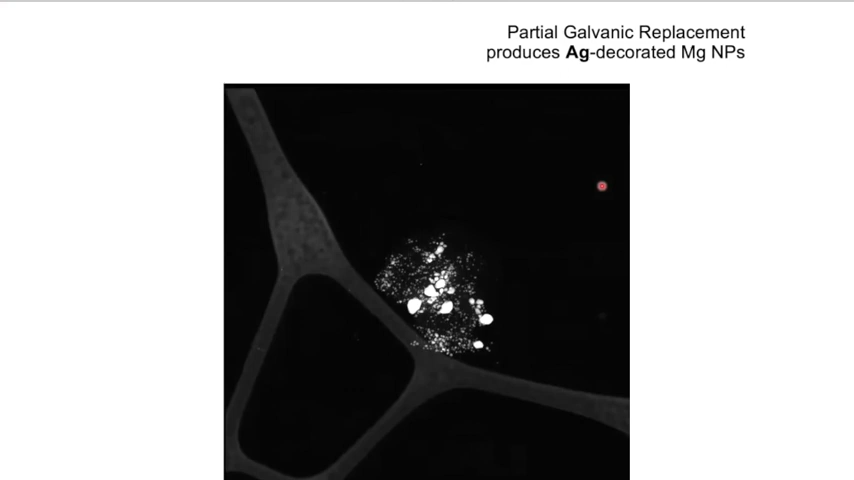 Partial Galvanic Replacement
produces Ag-decorated Mg NPs